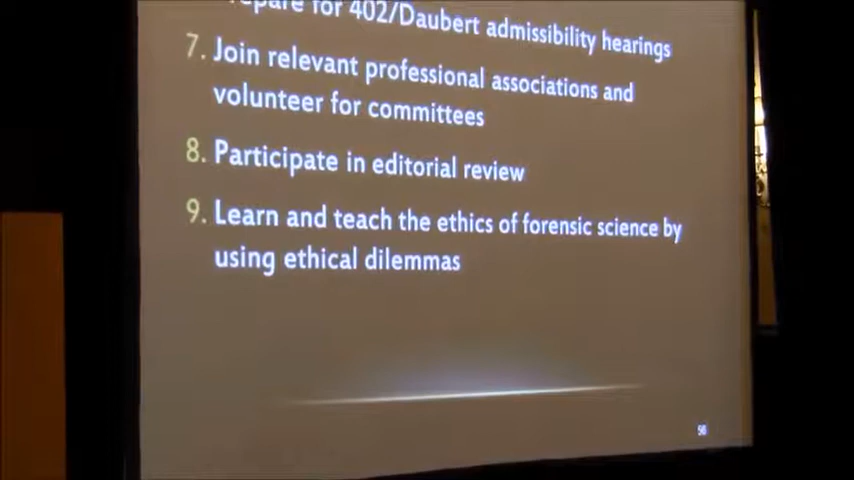 for 402/Daubert admissibility hearings
7. Join relevant professional associations and
volunteer for committees
8. Participate in editorial review
9. Learn and teach the ethics of forensic science by
using ethical dilemmas